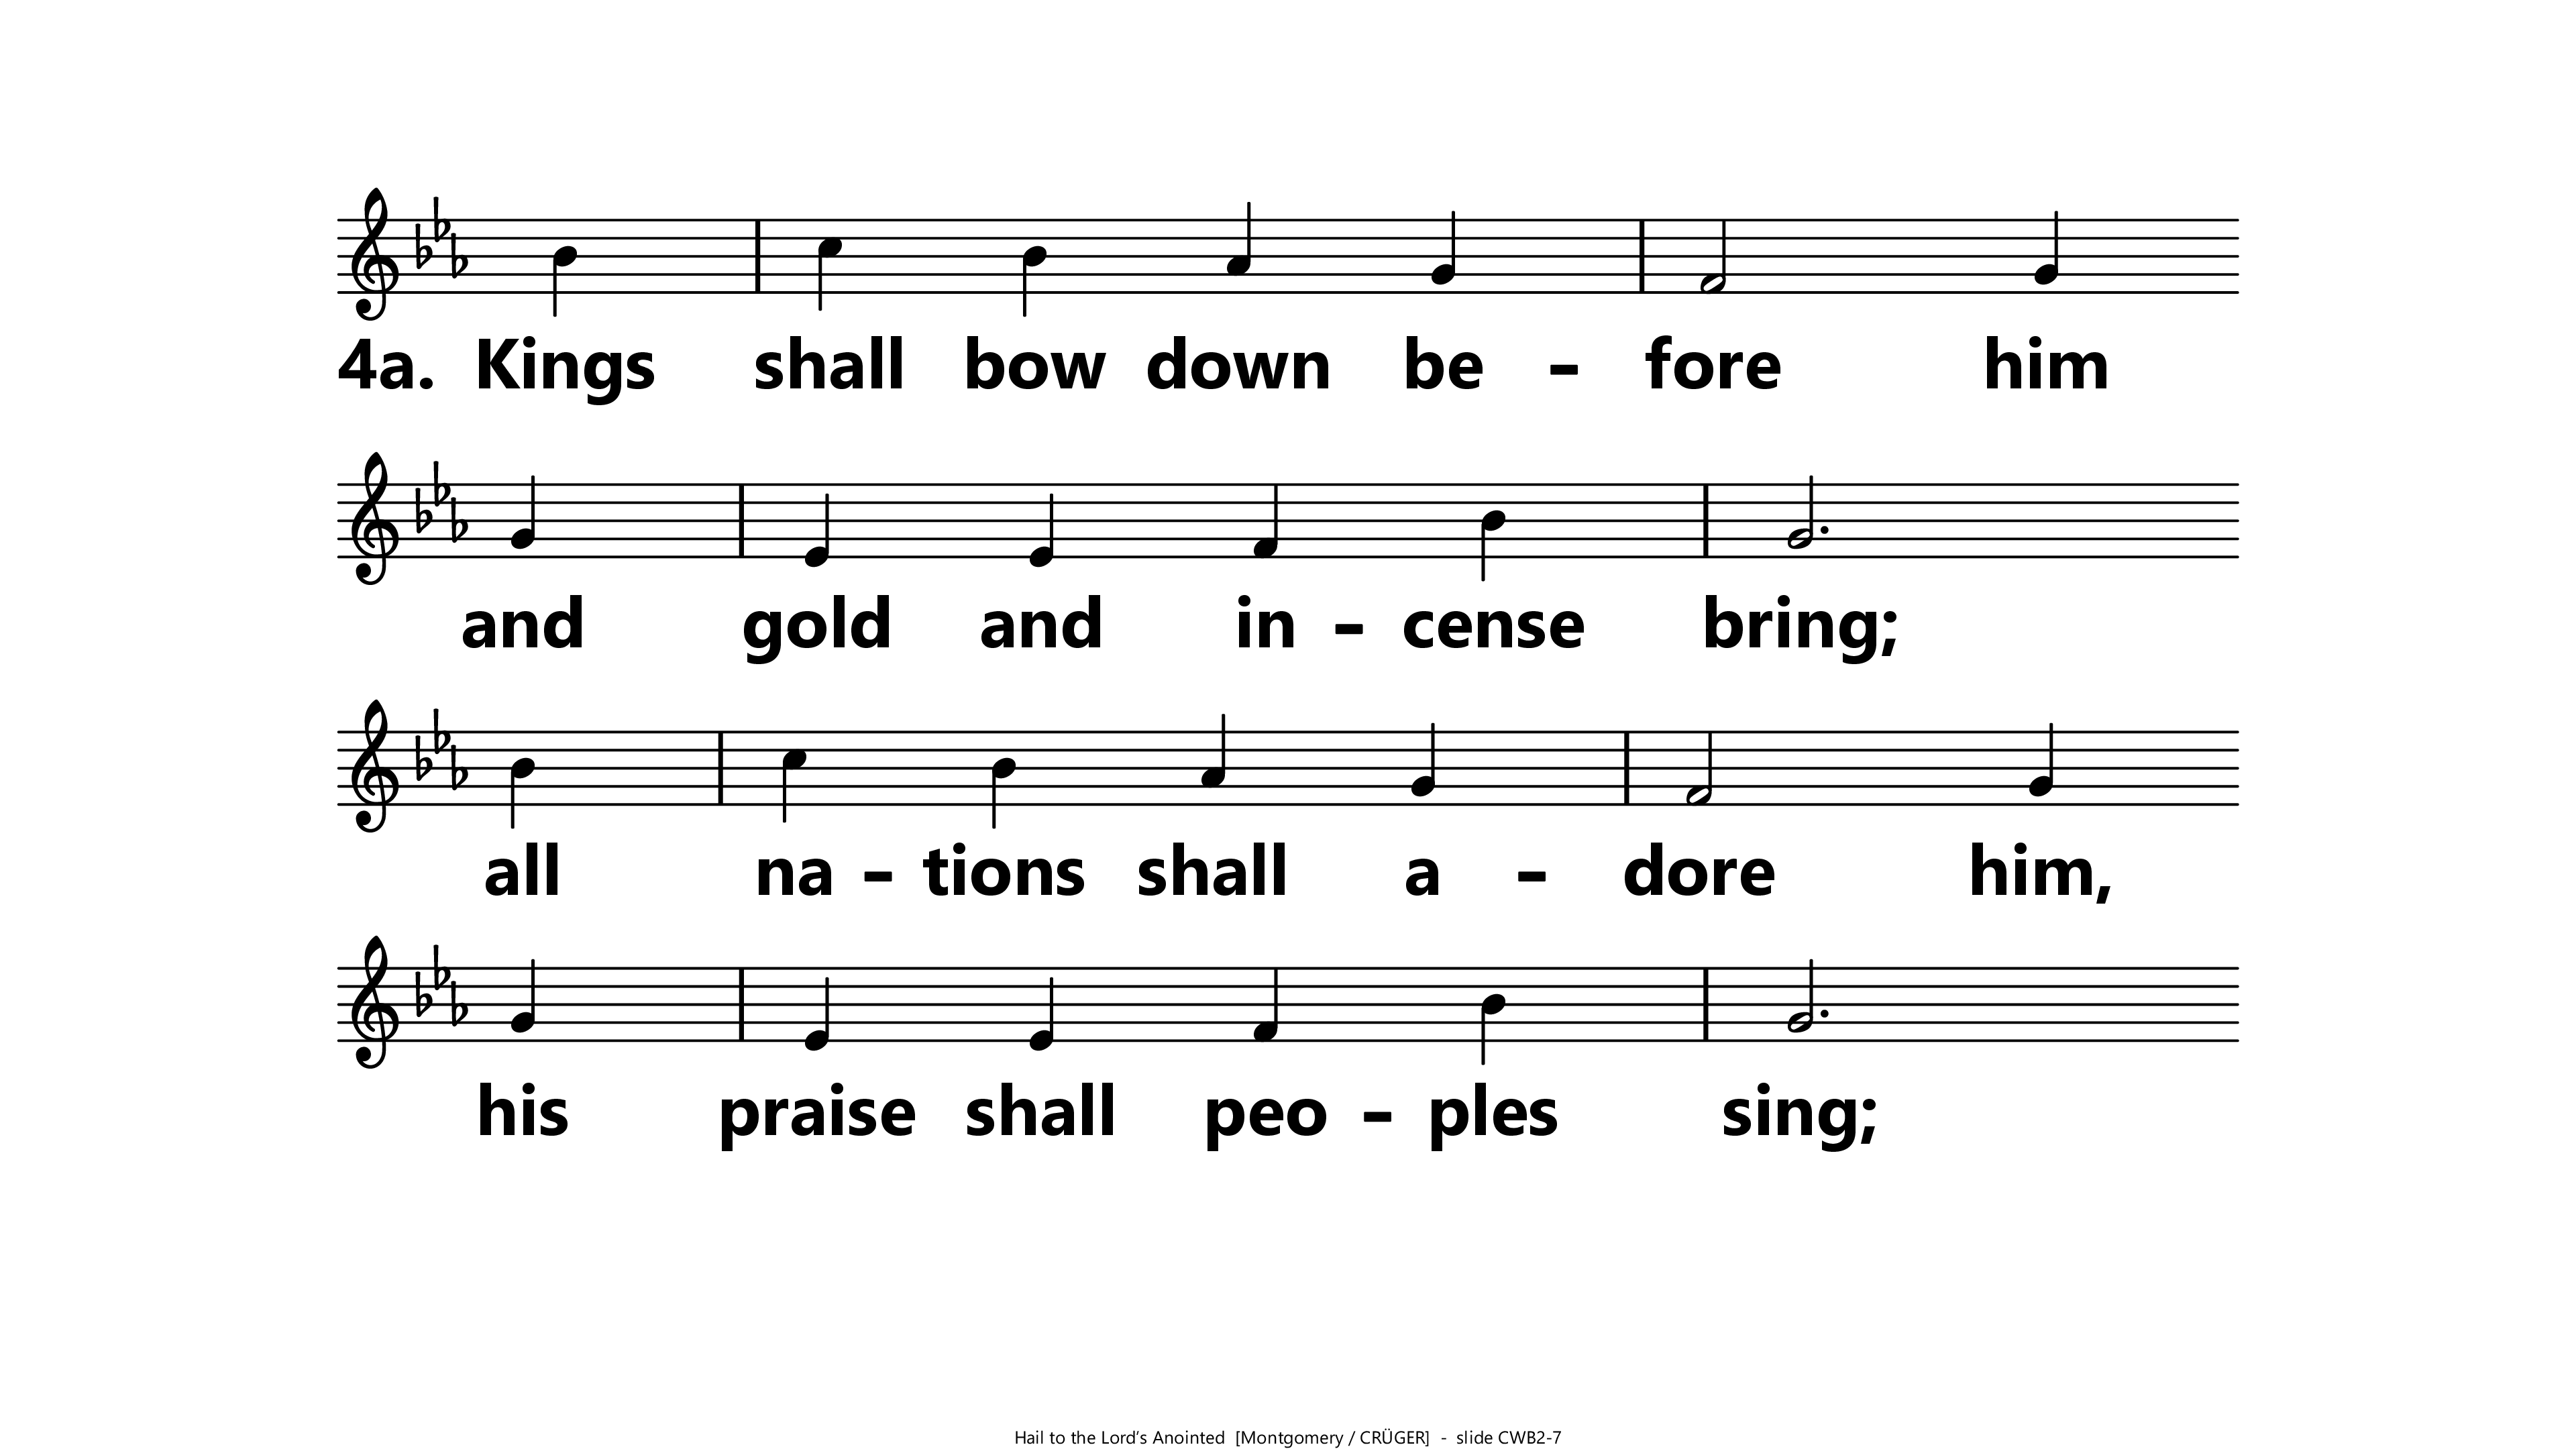 4a. Kings shall bow down be - fore him
and gold and in - cense bring;
all na - tions shall a - dore him,
his praise shall peo - ples sing;
Hail to the Lord’s Anointed [Montgomery / CRÜGER] - slide CWB2-7